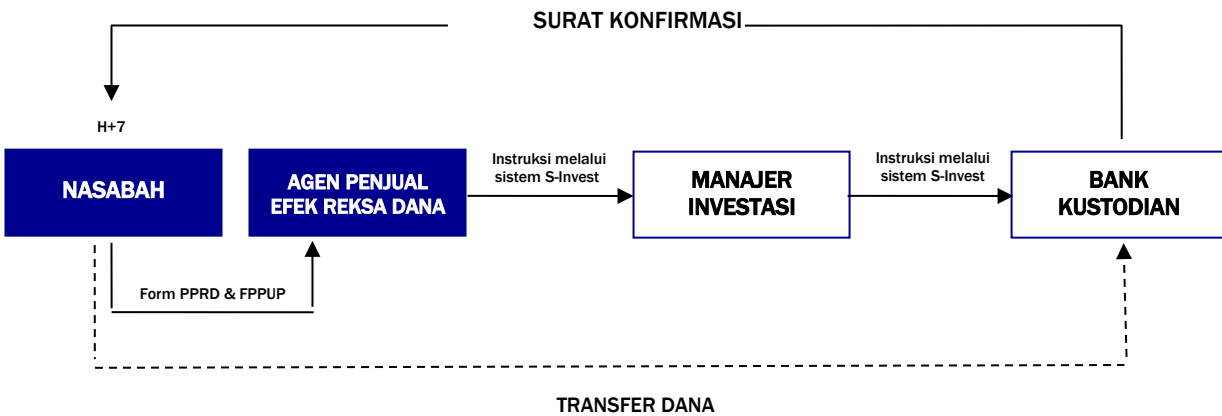 SURAT KONFIRMASI
H+7
NASABAH
AGEN PENJUAL
EFEK REKSA DANA
Instruksi melalui
sistem S-Invest
MANAJER
INVESTASI
Instruksi melalui
sistem S-Invest
BANK
KUSTODIAN
Form PPRD & FPPUP
TRANSFER DANA